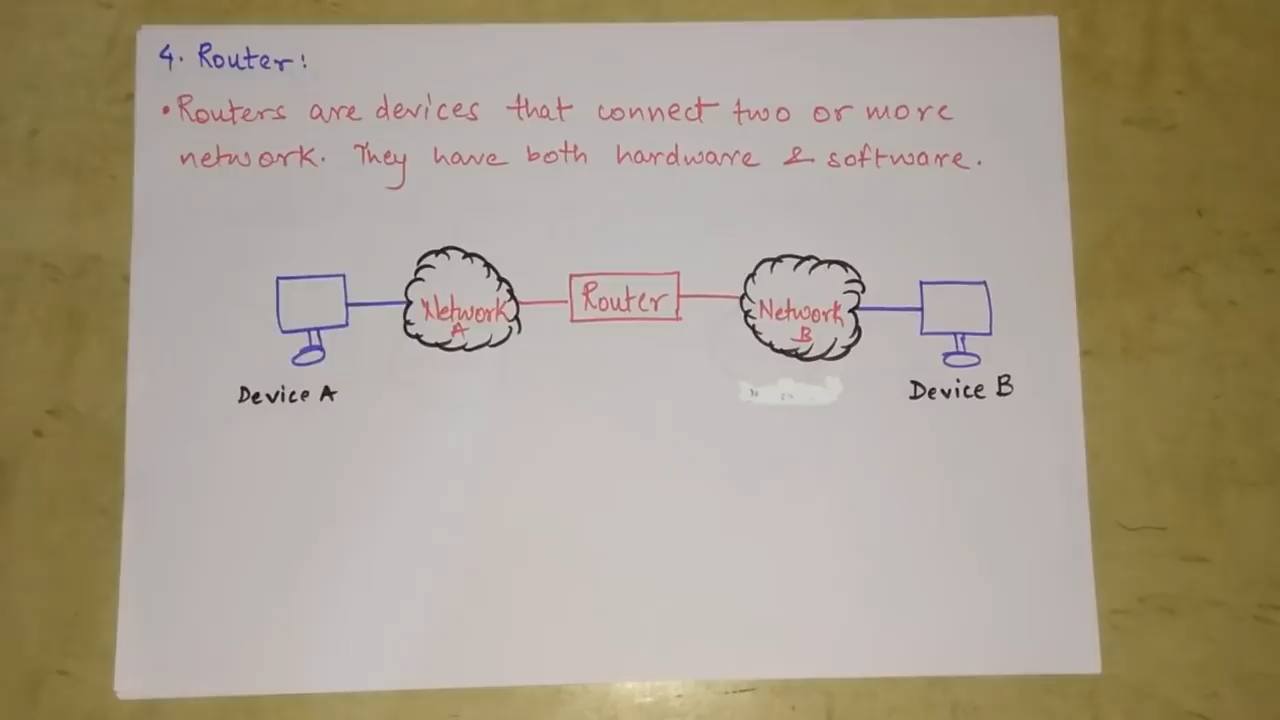 4. Router:
• Routers are devices that connect two or more
network. They have both hardware & software.
Network
A
Router
Network
B
Device A
Device B